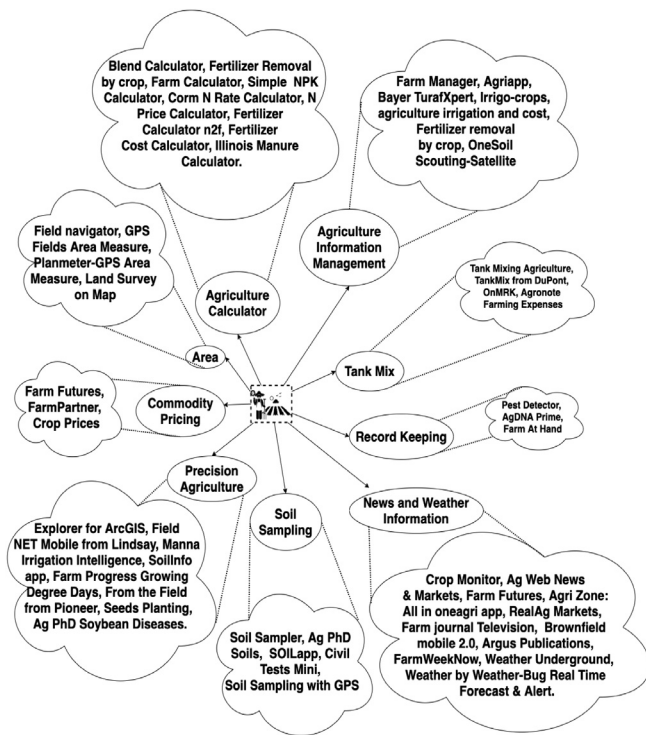 Blend Calculator, Fertilizer Removal
by crop, Farm Calculator, Simple NPK
Calculator, Corm N Rate Calculator, N
Price Calculator, Fertilizer
Calculator n2f, Fertilizer
Cost Calculator, Illinois Manure
Calculator.
Farm Manager, Agriapp,
Bayer TurafXpert, Irrigo-crops,
agriculture irrigation and cost,
Fertilizer removal
by crop, OneSoil
Scouting-Satellite
Field navigator, GPS
Fields Area Measure,
Planmeter-GPS Area
Measure, Land Survey
on Map
Agriculture
Calculator
Agriculture
Information
Management
Tank Mixing Agriculture,
TankMix from DuPont,
OnMRK, Agronote
Farming Expenses
Area
Tank Mix
Farm Futures,
FarmPartner,
Crop Prices
Commodity
Pricing
Record Keeping
Pest Detector,
AgDNA Prime,
Farm At Hand
Precision
Agriculture
Soil
Sampling
News and Weather
Information
Explorer for ArcGIS, Field
NET Mobile from Lindsay, Manna
Irrigation Intelligence, SoilInfo
app, Farm Progress Growing
Degree Days, From the Field
from Pioneer, Seeds Planting,
Ag PhD Soybean Diseases.
Soil Sampler, Ag PhD
Soils, SOILapp, Civil
Tests Mini,
Soil Sampling with GPS
Crop Monitor, Ag Web News
& Markets, Farm Futures, Agri Zone:
All in oneagri app, RealAg Markets,
Farm journal Television, Brownfield
mobile 2.0, Argus Publications,
FarmWeekNow, Weather Underground,
Weather by Weather-Bug Real Time
Forecast & Alert.